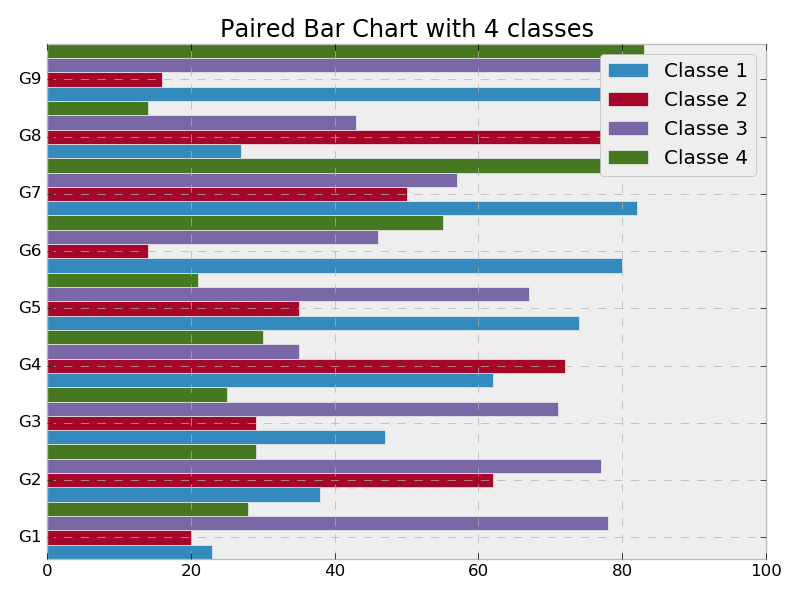 Paired Bar Chart with 4 classes
Classe 1
Classe 2
Classe 3
Classe 4
G9
G8
G7
G6
G5
G4
G3
G2
G1
0 20 40 60 80 100